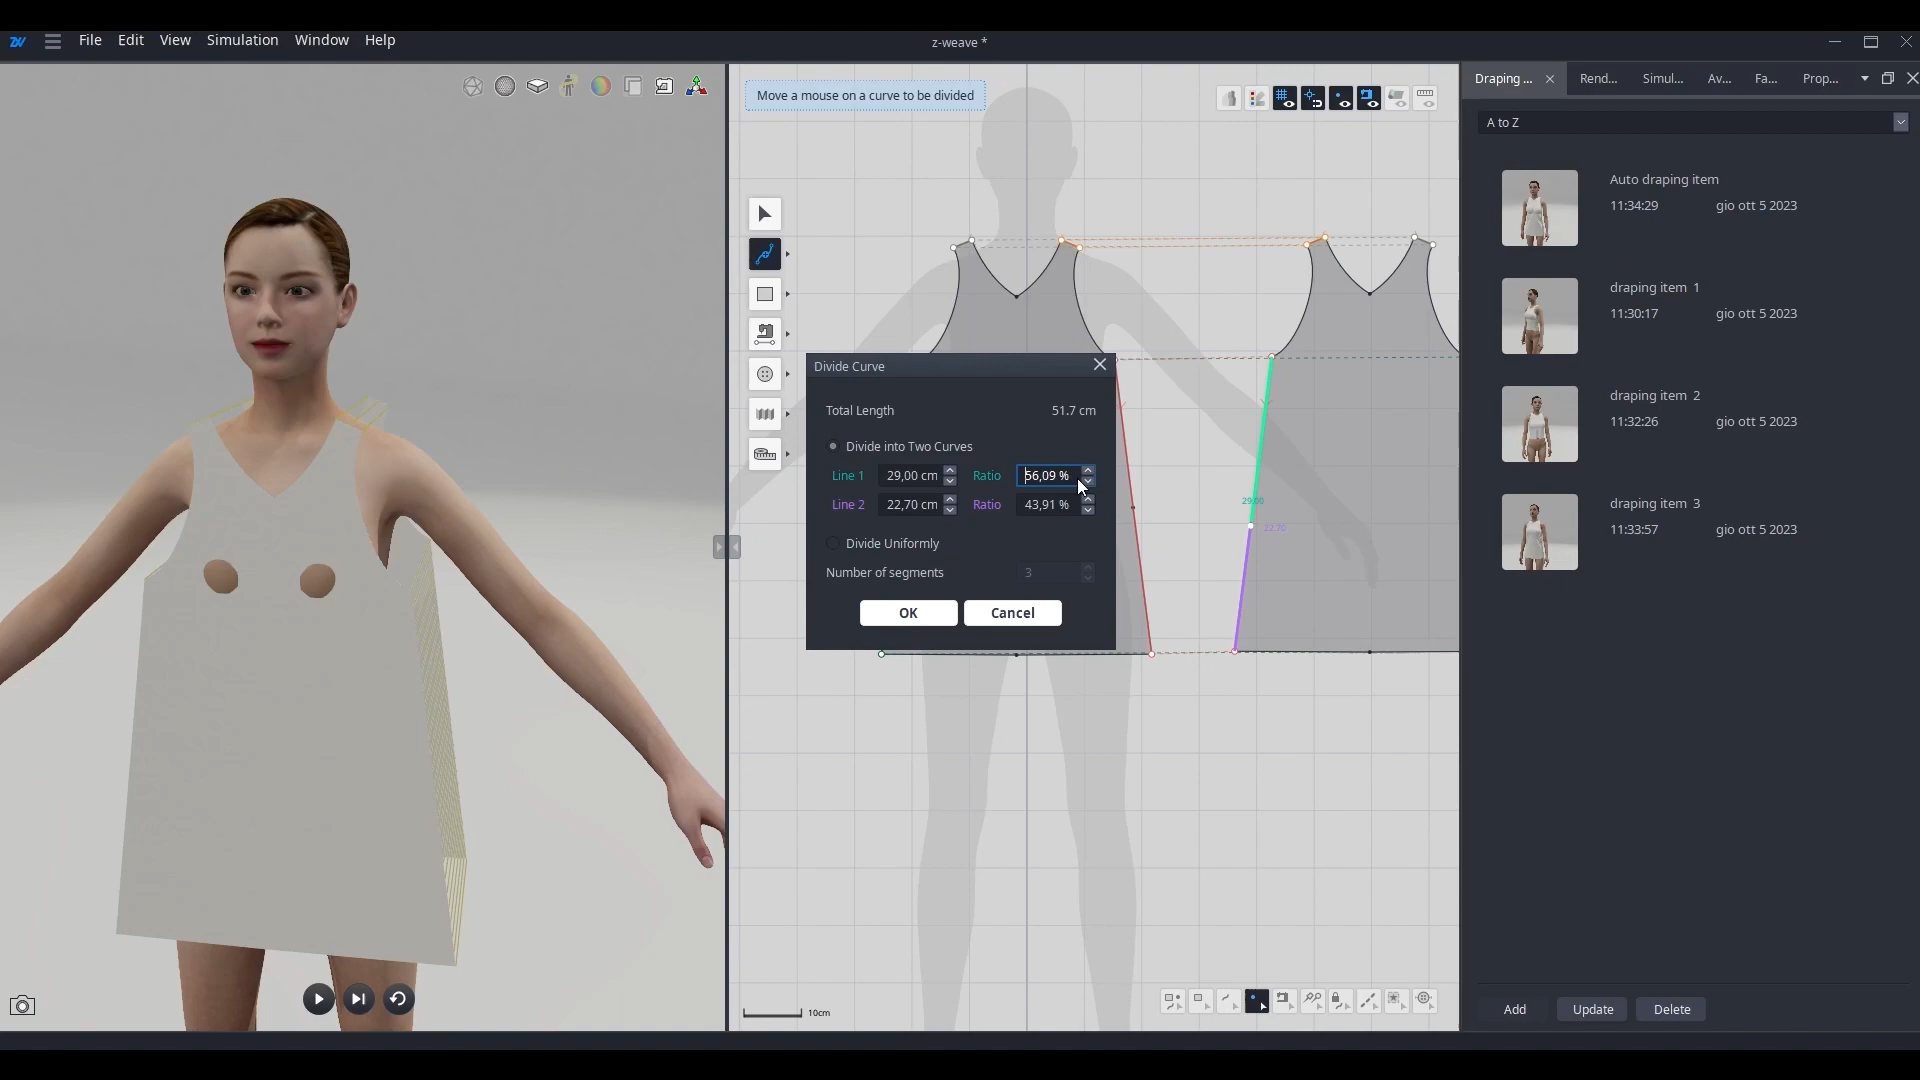 File Edit View Simulation Window Help
z-weave *
Move a mouse on a curve to be divided
Draping ... Rend... Simul... Av... Fa... Prop...
A to Z
Auto draping item
11:34:29 gio ott 5 2023
draping item 1
11:30:17 gio ott 5 2023
draping item 2
11:32:26 gio ott 5 2023
draping item 3
11:33:57 gio ott 5 2023
Divide Curve
Total Length 51.7 cm
Divide into Two Curves
Line 1 29,00 cm Ratio 56,09 %
Line 2 22,70 cm Ratio 43,91 %
Divide Uniformly
Number of segments 3
OK Cancel
29,00
22,70
10cm
Add Update Delete